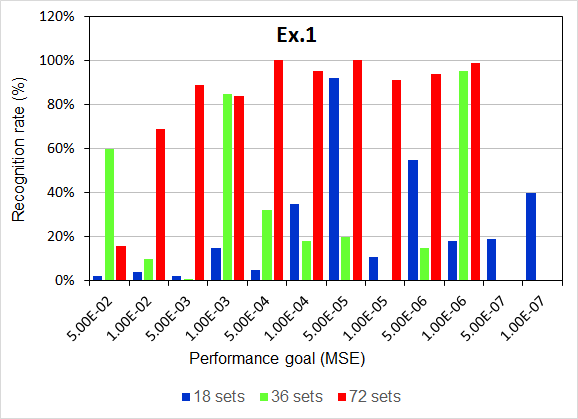 Ex.1
120%
100%
80%
60%
40%
20%
0%
Recognition rate (%)
5.00E-02
1.00E-02
5.00E-03
1.00E-03
5.00E-04
1.00E-04
5.00E-05
1.00E-05
5.00E-06
1.00E-06
5.00E-07
1.00E-07
Performance goal (MSE)
18 sets 36 sets 72 sets